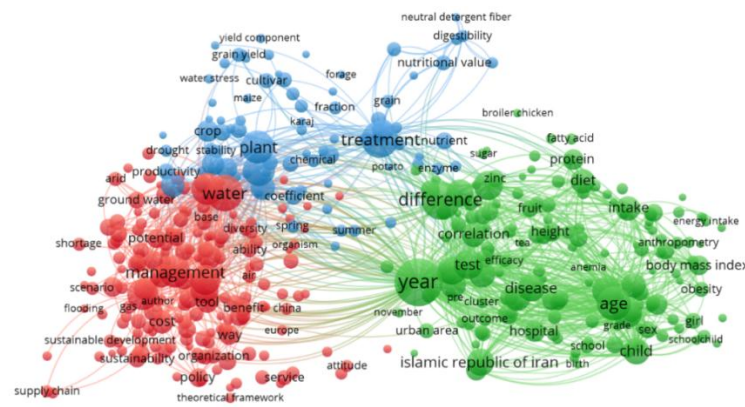 neutral detergent fiber
yield component
digestibility
grain yield
nutritional value
water stress
cultivar
forage
maize
fraction
grain
karaj
broiler chicken
crop
treatment
nutrient
fatty acid
drought
stability
plant
sugar
protein
chemical
potato
enzyme
productivity
zinc
diet
arid
water
coefficient
difference
ground water
base
fruit
intake
diversity
spring
energy intake
shortage
potential
summer
correlation
height
anthropometry
ability
organism
tea
management
air
test
efficacy
body mass index
scenario
year
anemia
author
tool
pre
disease
age
obesity
flooding
gas
benefit
china
november
cluster
cost
outcome
grade
girl
way
europe
urban area
hospital
sex
sustainable development
school
schoolchild
sustainability
organization
child
attitude
islamic republic of iran
birth
policy
service
supply chain
theoretical framework